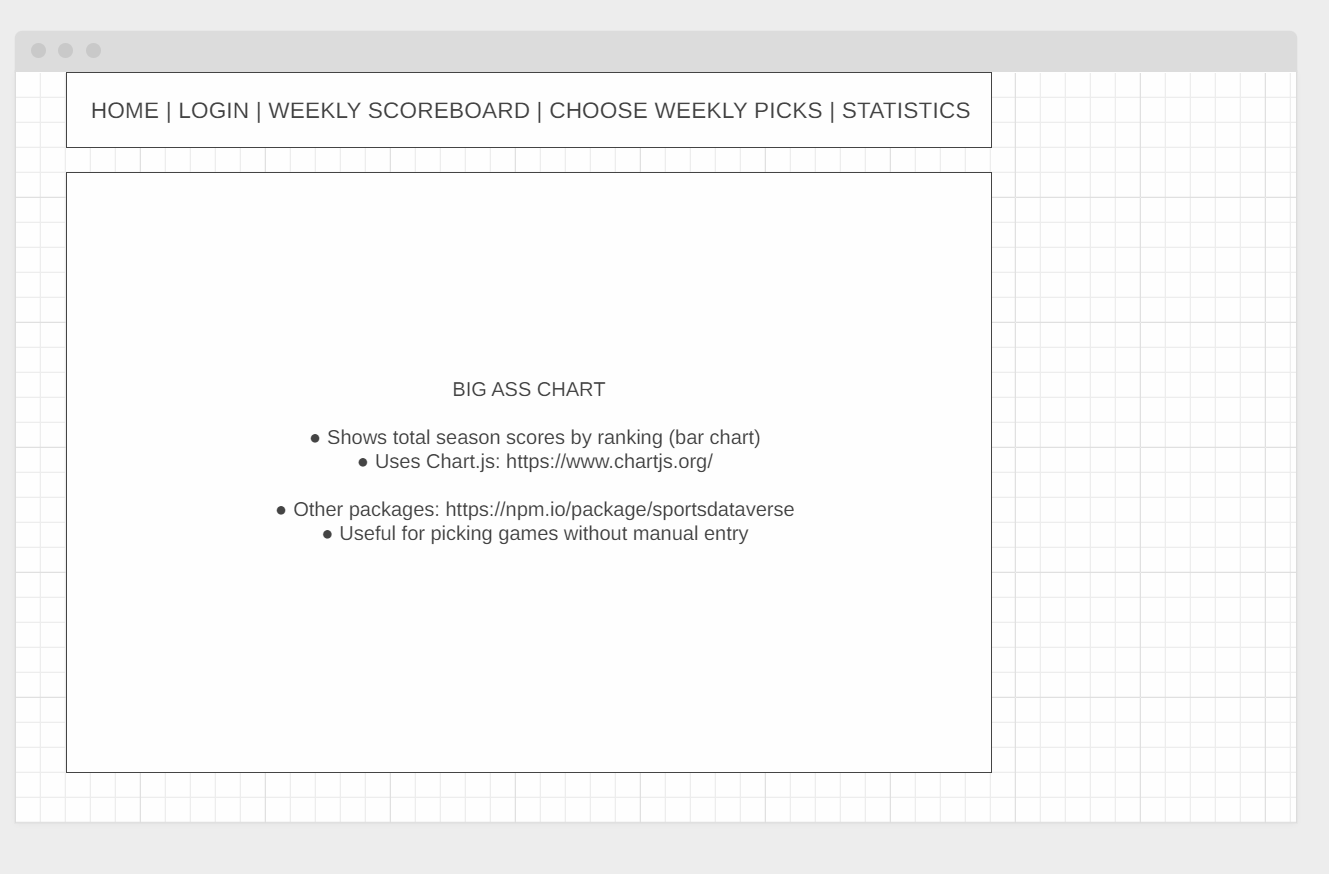 HOME | LOGIN | WEEKLY SCOREBOARD | CHOOSE WEEKLY PICKS | STATISTICS
BIG ASS CHART
● Shows total season scores by ranking (bar chart)
● Uses Chart.js: https://www.chartjs.org/
● Other packages: https://npm.io/package/sportsdataverse
● Useful for picking games without manual entry